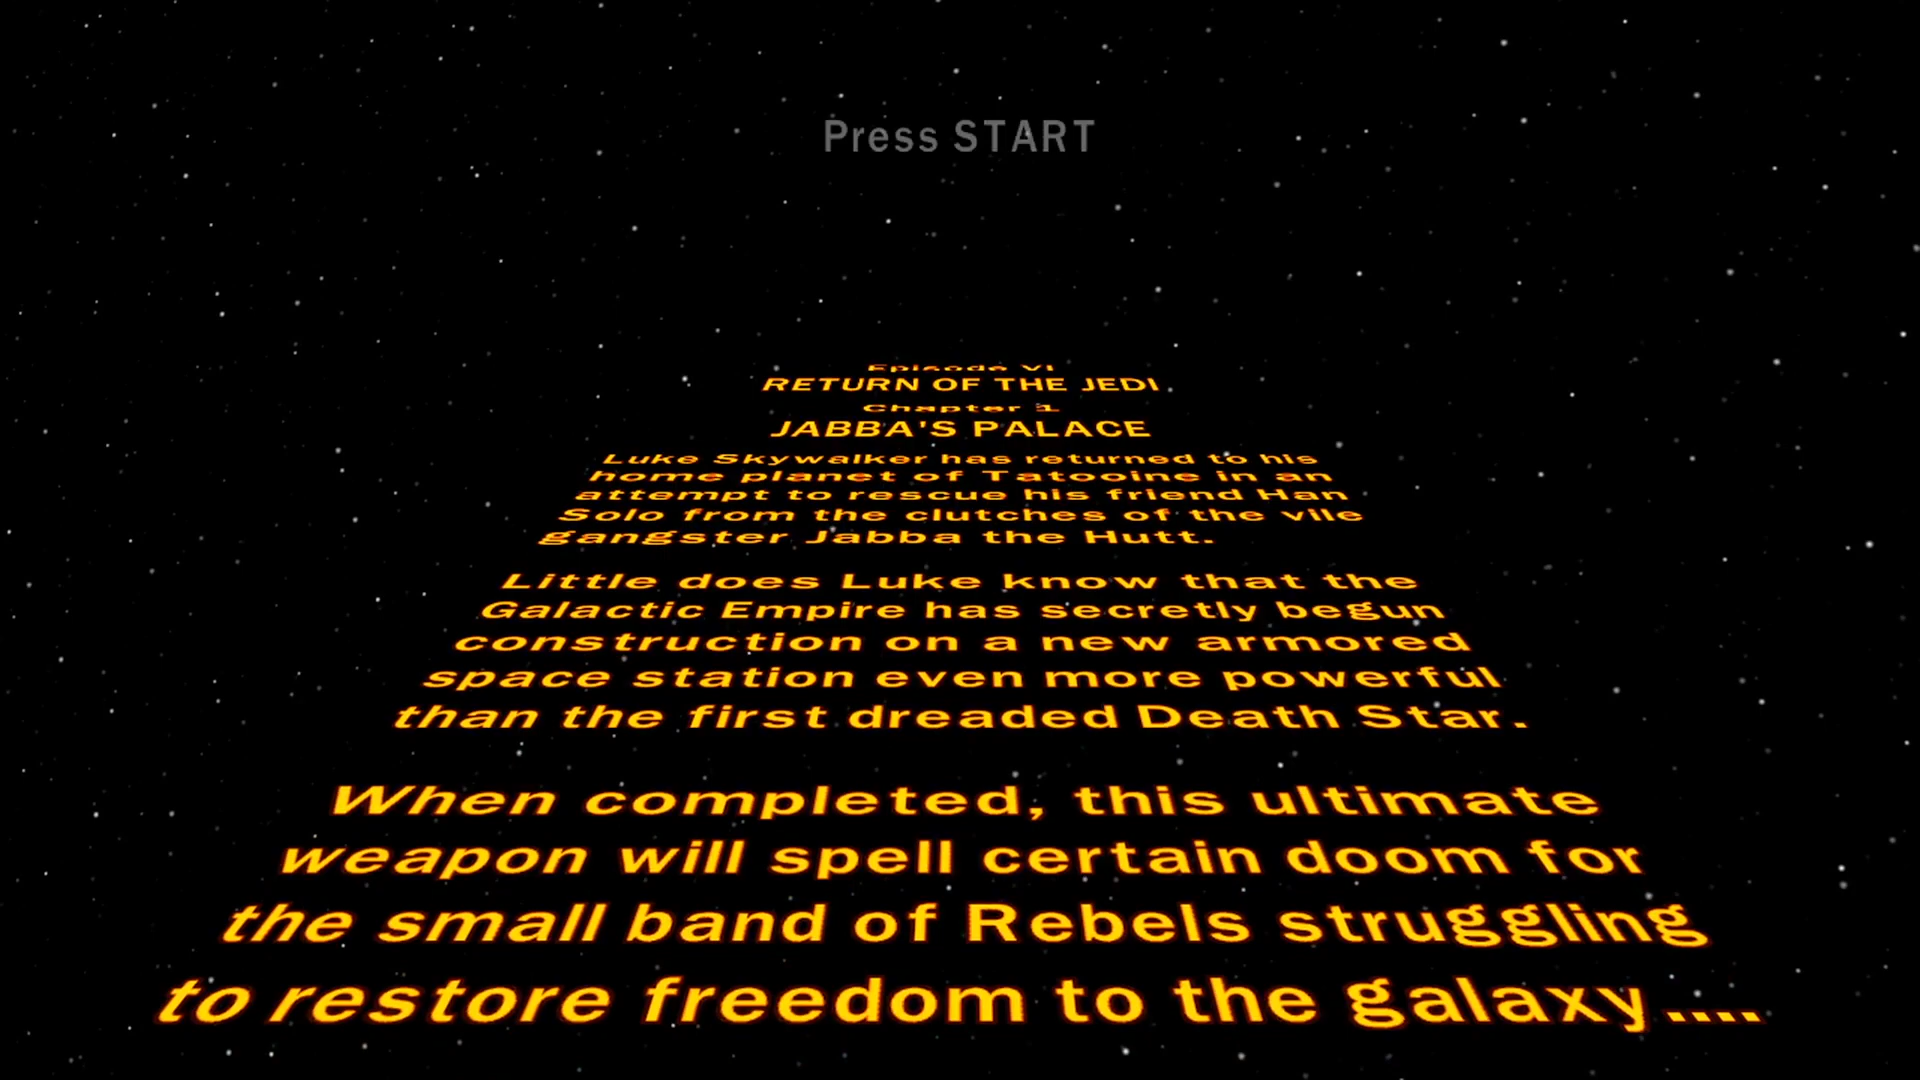 Press START
Episode VI
RETURN OF THE JEDI
Chapter 1
JABBA'S PALACE
Luke Skywalker has returned to his
home planet of Tatooine in an
attempt to rescue his friend Han
Solo from the clutches of the vile
gangster Jabba the Hutt.
Little does Luke know that the
Galactic Empire has secretly begun
construction on a new armored
space station even more powerful
than the first dreaded Death Star.
When completed, this ultimate
weapon will spell certain doom for
the small band of Rebels struggling
to restore freedom to the galaxy....